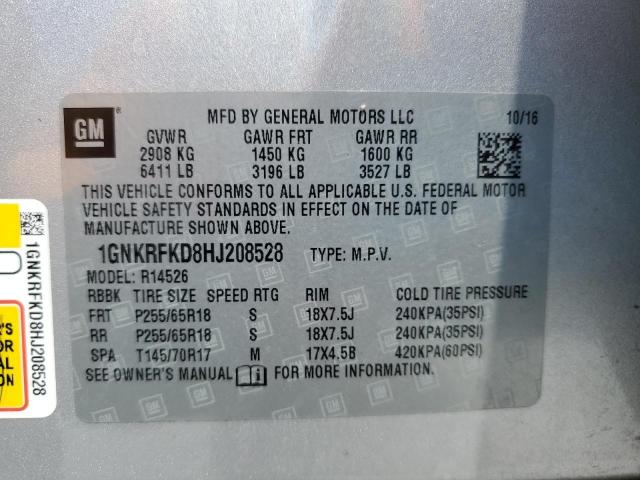 GM
MFD BY GENERAL MOTORS LLC 10/16
GVWR GAWR FRT GAWR RR
2908 KG 1450 KG 1600 KG
6411 LB 3196 LB 3527 LB
THIS VEHICLE CONFORMS TO ALL APPLICABLE U.S. FEDERAL MOTOR
VEHICLE SAFETY STANDARDS IN EFFECT ON THE DATE OF
MANUFACTURE SHOWN ABOVE.
1GNKRFKD8HJ208528 TYPE: M.P.V.
MODEL: R14526
RBBK TIRE SIZE SPEED RTG RIM COLD TIRE PRESSURE
FRT P255/65R18 S 18X7.5J 240KPA(35PSI)
RR P255/65R18 S 18X7.5J 240KPA(35PSI)
SPA T145/70R17 M 17X4.5B 420KPA(60PSI)
SEE OWNER'S MANUAL FOR MORE INFORMATION.
1GNKRFKD8HJ208528